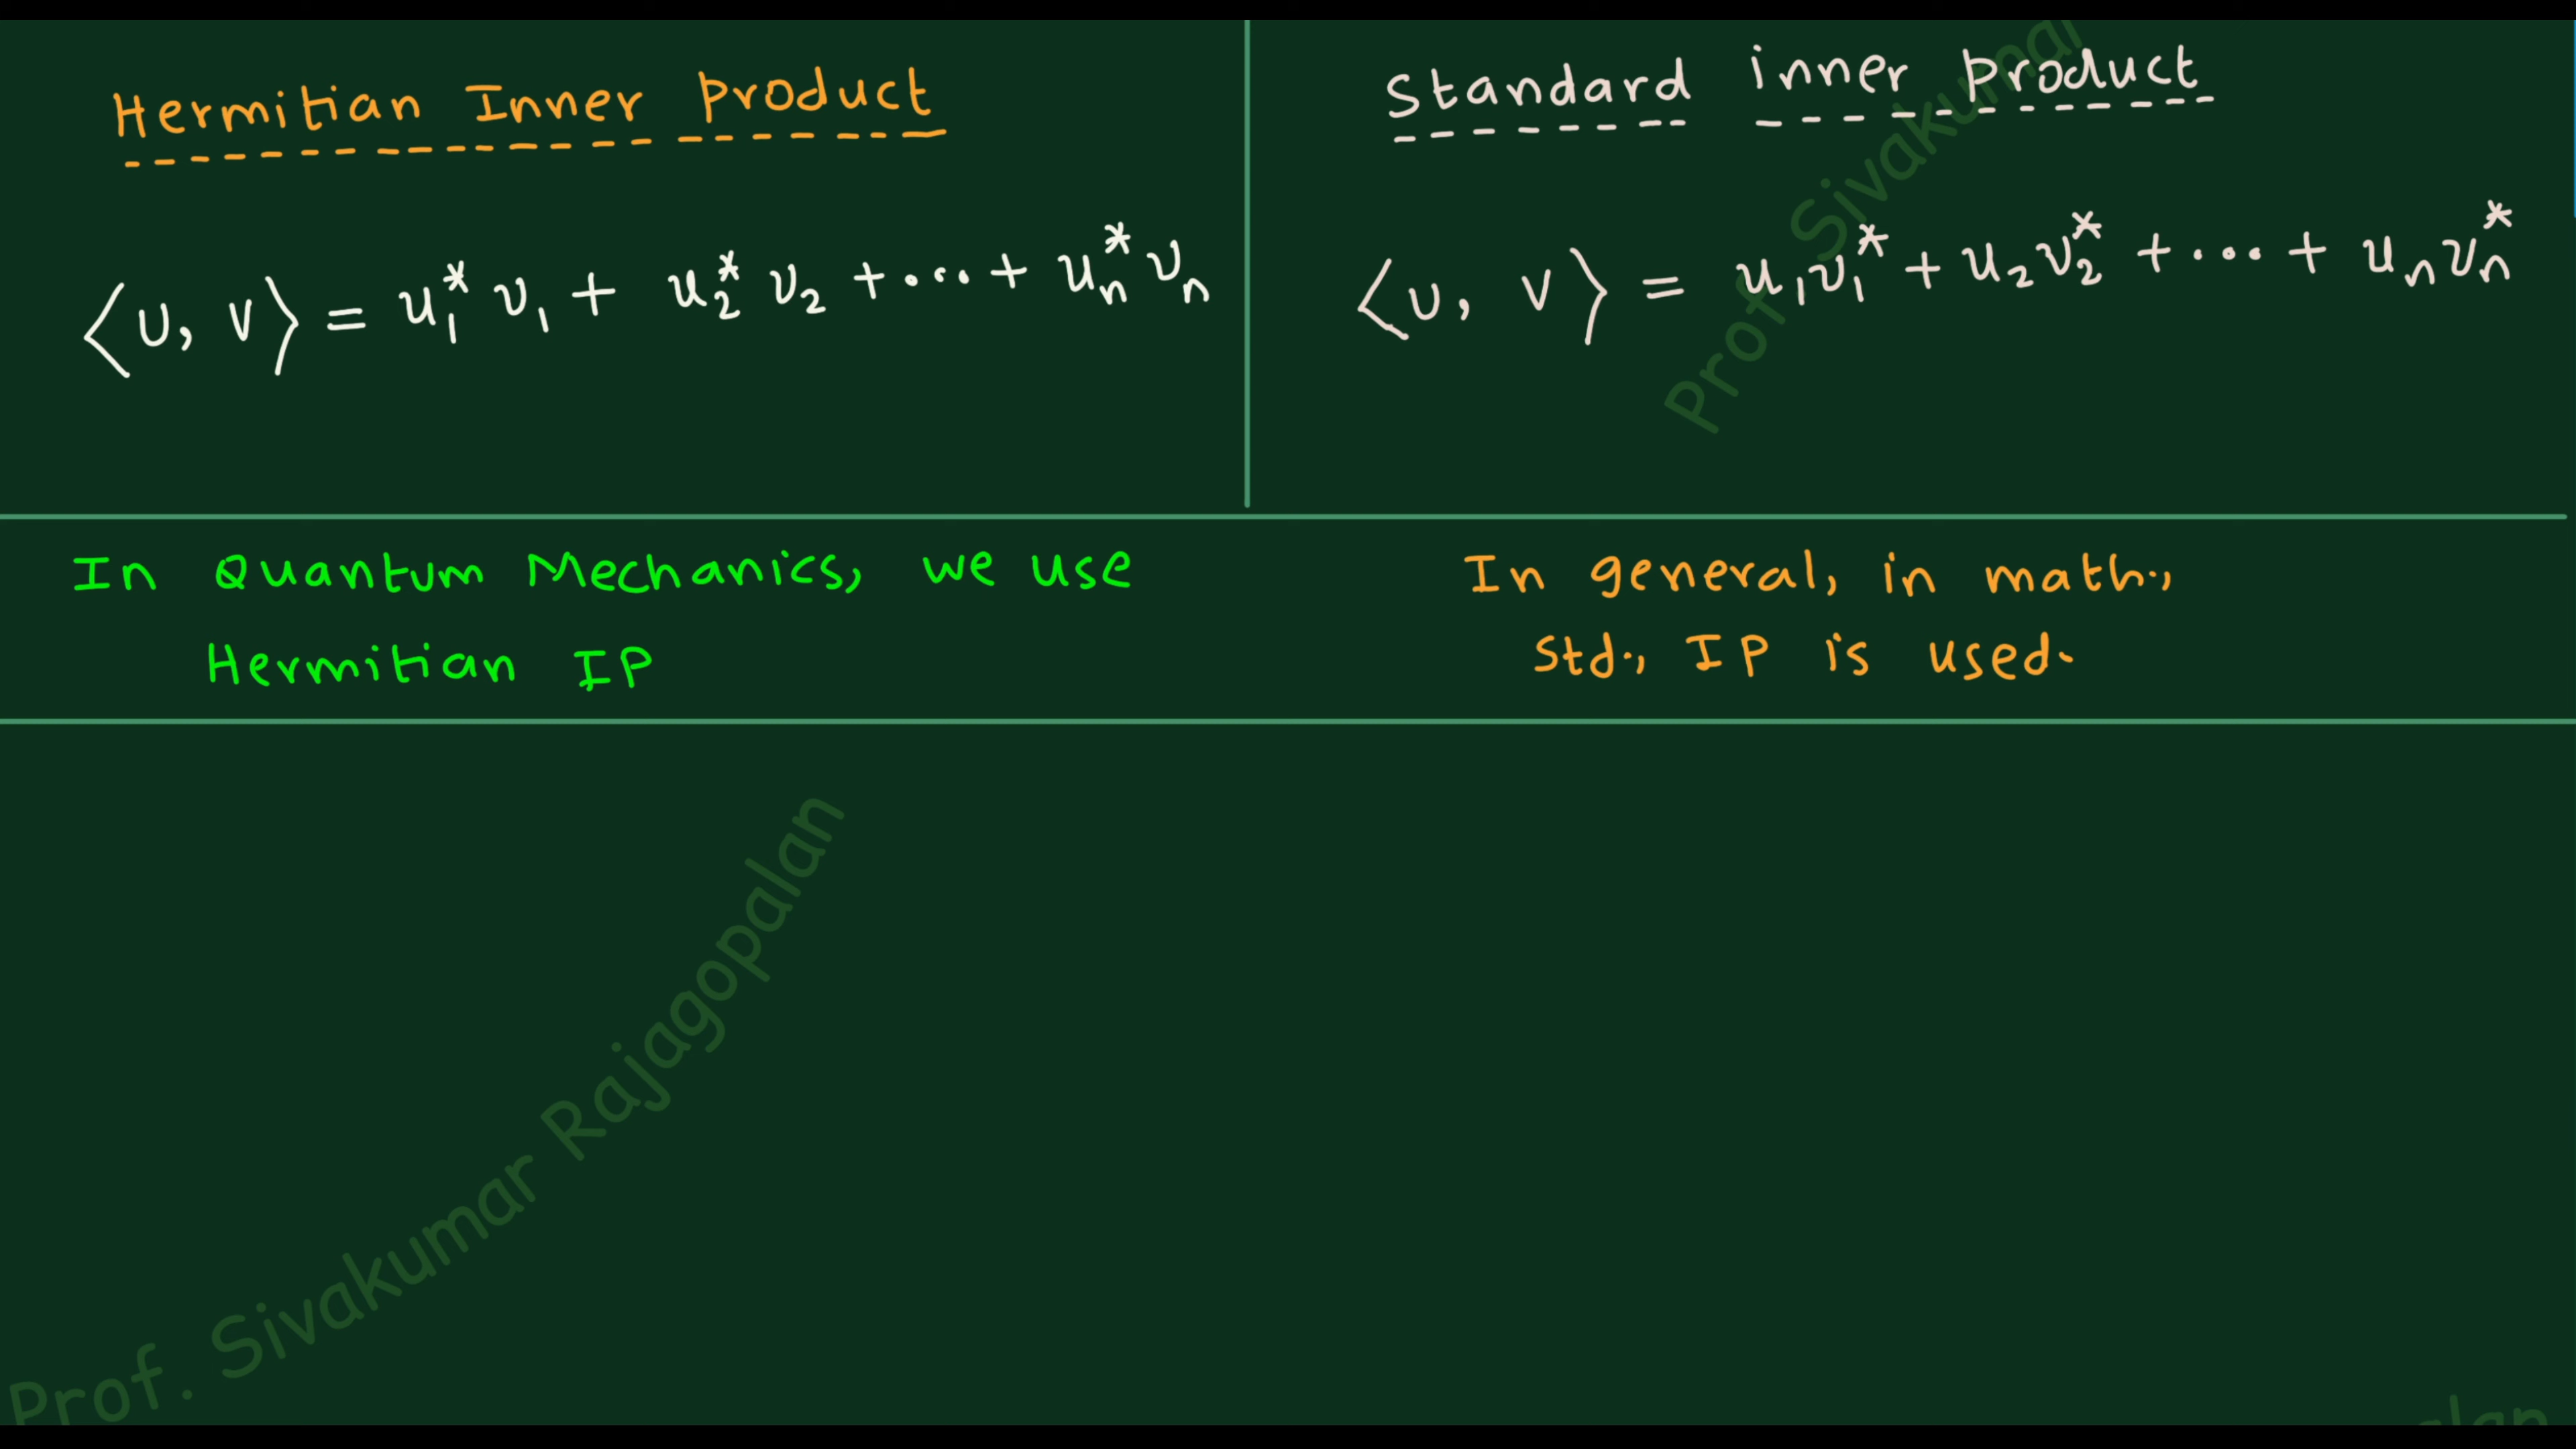 Hermitian Inner product
⟨u, v⟩ = u₁* v₁ + u₂* v₂ + ... + uₙ* vₙ
Standard inner product
⟨u, v⟩ = u₁v₁* + u₂v₂* + ... + uₙvₙ*
In Quantum Mechanics, we use
Hermitian IP
In general, in math.,
Std., IP is used.
Prof. Sivakumar
Prof. Sivakumar Rajagopalan
alan